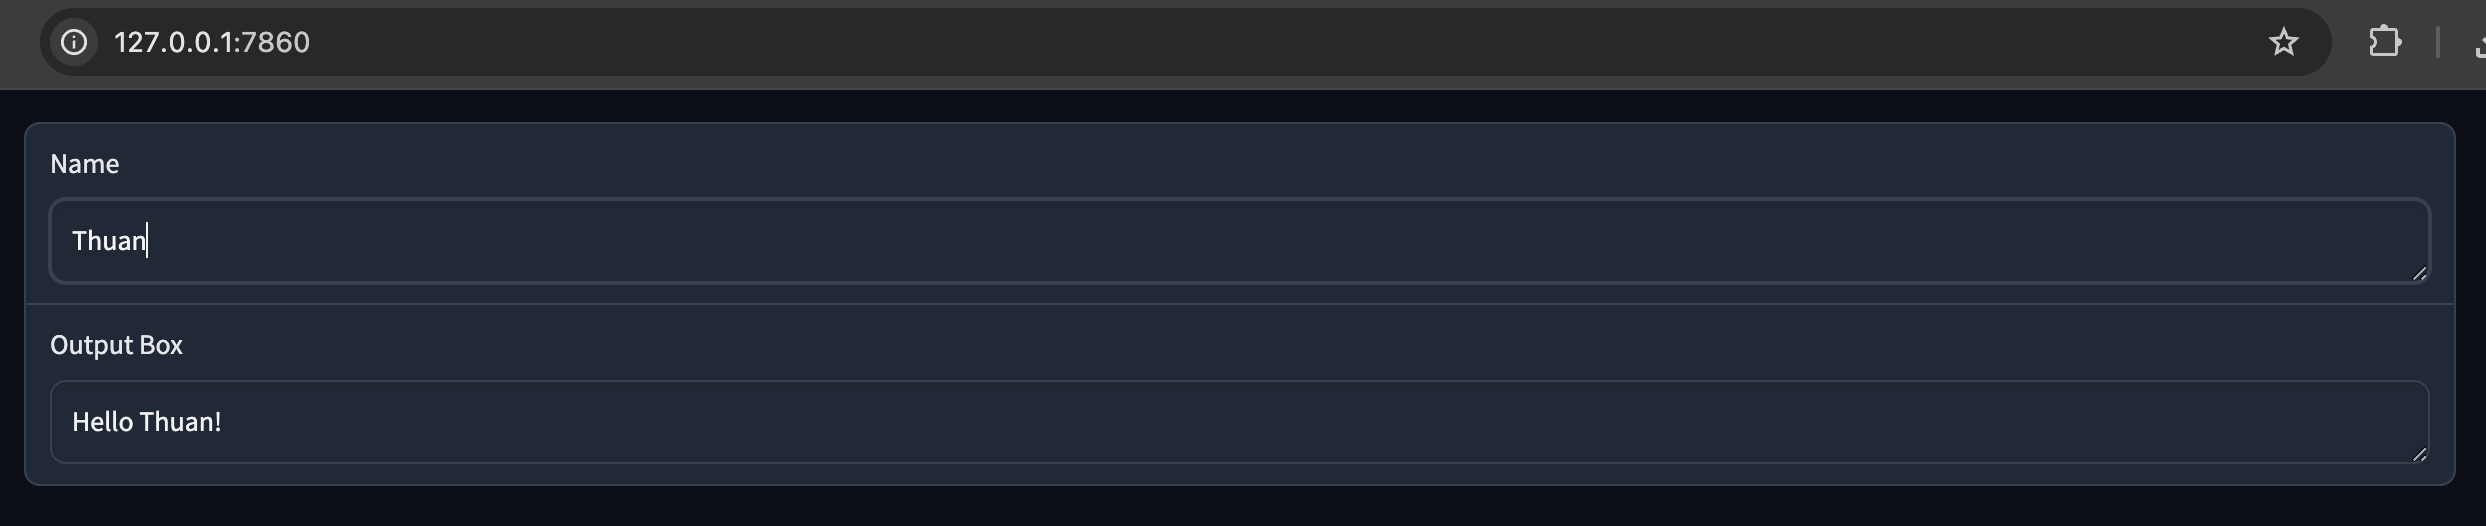 127.0.0.1:7860
Name
Thuan
Output Box
Hello Thuan!